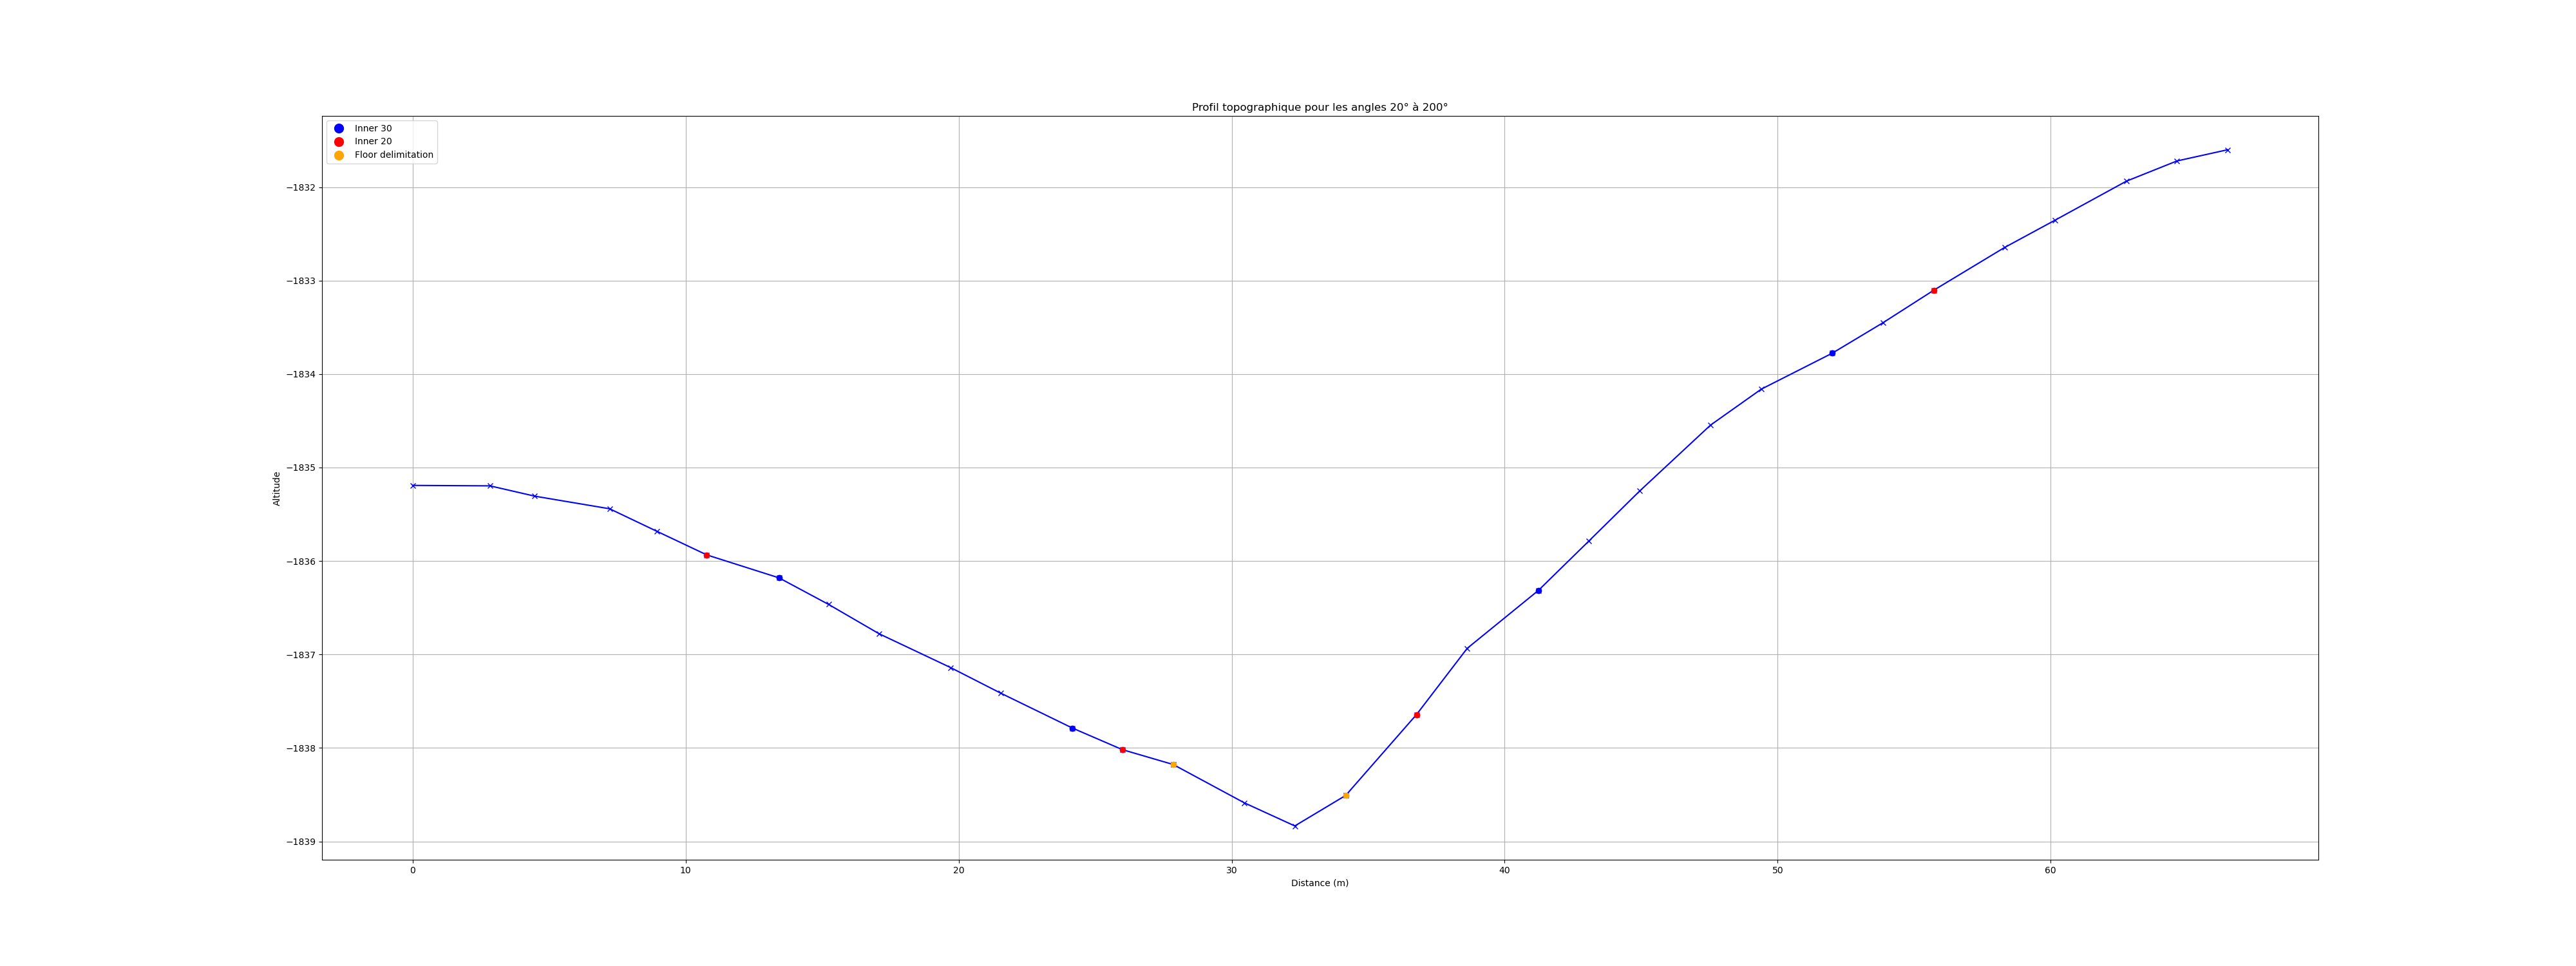 Profil topographique pour les angles 20° à 200°
Inner 30
Inner 20
Floor delimitation
−1832
−1833
−1834
−1835
−1836
−1837
−1838
−1839
Altitude
0 10 20 30 40 50 60
Distance (m)